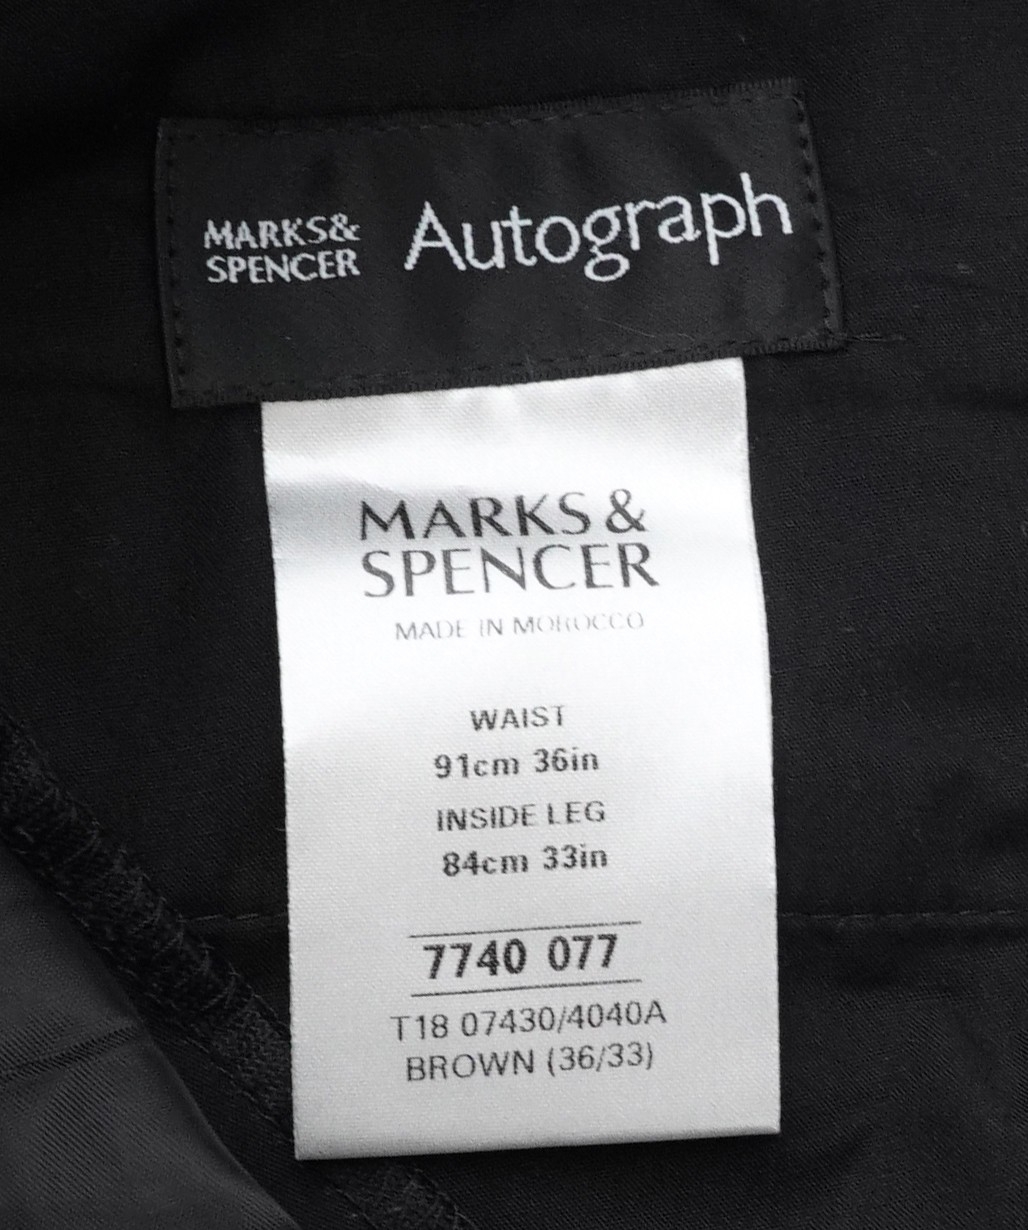 MARKS&
SPENCER
Autograph
MARKS &
SPENCER
MADE IN MOROCCO
WAIST
91cm 36in
INSIDE LEG
84cm 33in
7740 077
T18 07430/4040A
BROWN (36/33)